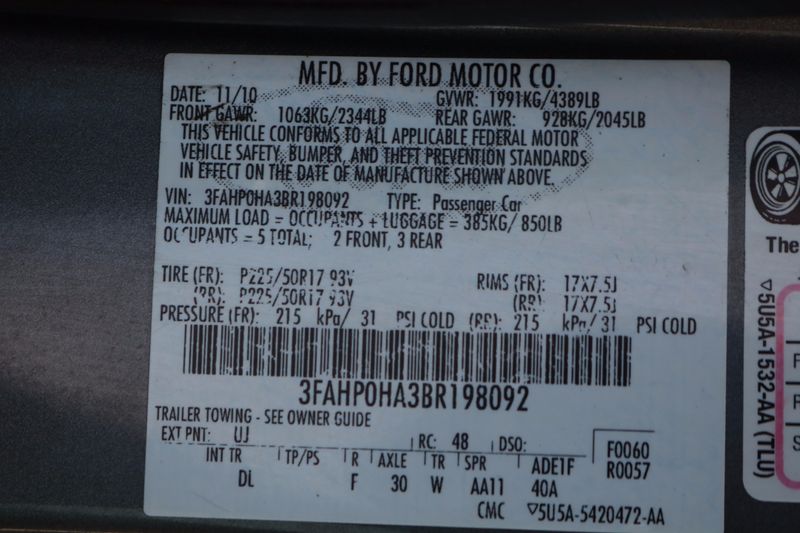 MFD. BY FORD MOTOR CO.
DATE: 11/10 GVWR: 1991KG/4389LB
FRONT GAWR: 1063KG/2344LB REAR GAWR: 928KG/2045LB
THIS VEHICLE CONFORMS TO ALL APPLICABLE FEDERAL MOTOR
VEHICLE SAFETY, BUMPER, AND THEFT PREVENTION STANDARDS
IN EFFECT ON THE DATE OF MANUFACTURE SHOWN ABOVE.
VIN: 3FAHP0HA3BR198092 TYPE: Passenger Car
MAXIMUM LOAD = OCCUPANTS + LUGGAGE = 385KG/ 850LB
OCCUPANTS = 5 TOTAL; 2 FRONT, 3 REAR
TIRE (FR): P225/50R17 93V RIMS (FR): 17X7.5J
(RR): P225/50R17 93V (RR): 17X7.5J
PRESSURE (FR): 215 kPa/ 31 PSI COLD (RR): 215 kPa/ 31 PSI COLD
3FAHP0HA3BR198092
TRAILER TOWING - SEE OWNER GUIDE
EXT PNT: UJ RC: 48 DSO: F0060
R0057
INT TR TP/PS R AXLE TR SPR ADE1F
DL F 30 W AA11 40A
CMC ▽5U5A-5420472-AA
The
▽5U5A-1532-AA (TLU)
F
R
S